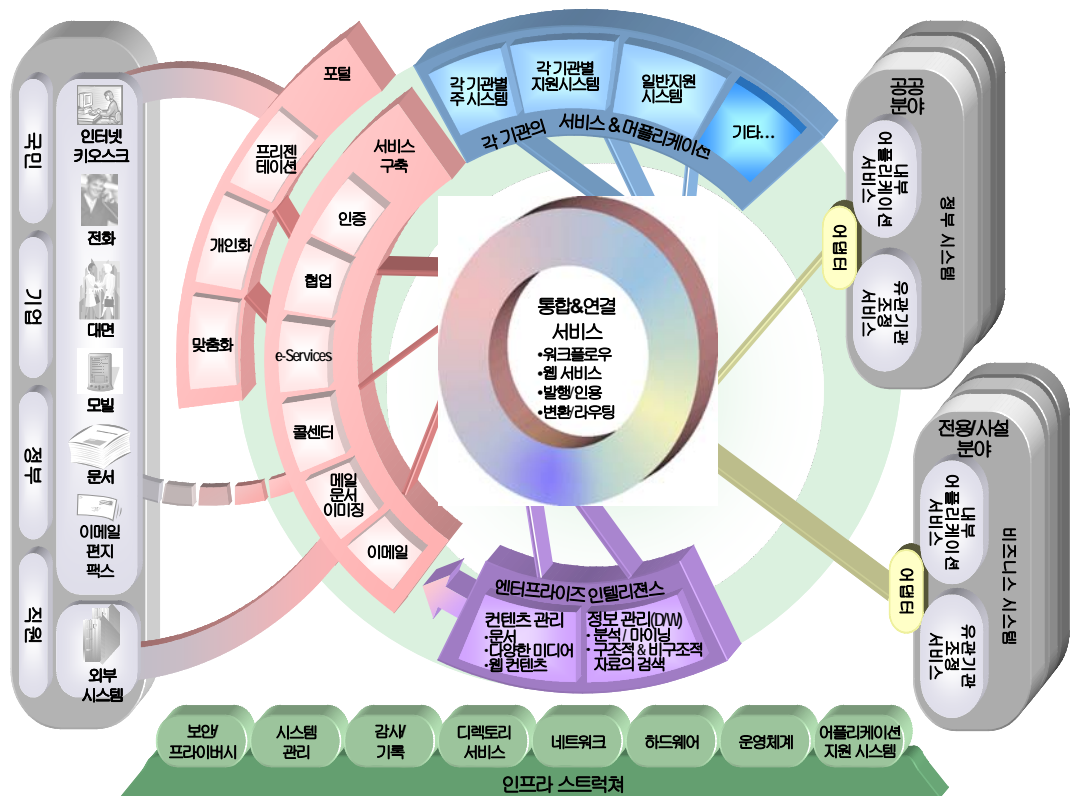 국민
기업
정부
직원
인터넷
키오스크
전화
대면
모빌
문서
이메일
편지
팩스
외부
시스템
포털
프리젠
테이션
개인화
맞춤화
서비스
구축
인증
협업
e-Services
콜센터
메일
문서
이미징
이메일
각 기관별
주 시스템
각 기관별
지원시스템
일반지원
시스템
기타...
각 기관의 서비스 & 머플리케이션
통합&연결
서비스
•워크플로우
•웹 서비스
•발행/인용
•변환/라우팅
엔터프라이즈 인텔리젼스
컨텐츠 관리
•문서
•다양한 미디어
•웹 컨텐츠
정보 관리(D/W)
•분석 / 마이닝
•구조적 & 비구조적
자료의 검색
공공
공분야
내부
어플리케이션
서비스
유관기관
조정
서비스
정부 시스템
어댑터
전용/사설
분야
내부
어플리케이션
서비스
유관기관
조정
서비스
비즈니스 시스템
어댑터
보안/
프라이버시
시스템
관리
감사/
기록
디렉토리
서비스
네트워크
하드웨어
운영체계
어플리케이션
지원 시스템
인프라 스트럭쳐